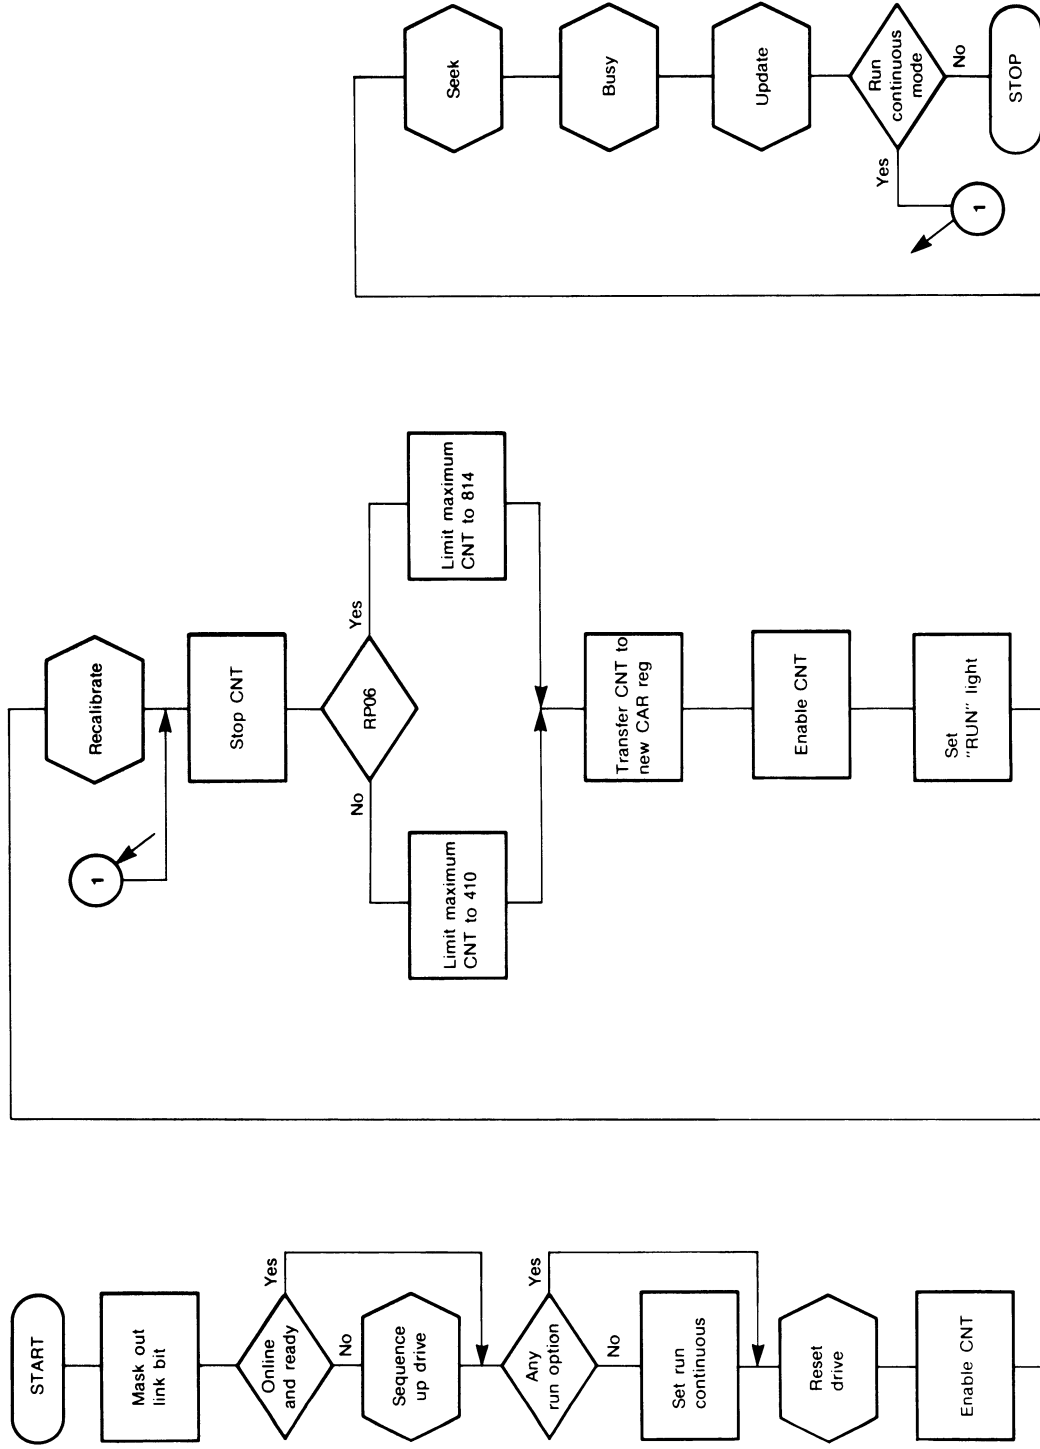 START
Mask out
link bit
Online
and ready
Yes
No
Sequence
up drive
Any
run option
Yes
No
Set run
continuous
Reset
drive
Enable CNT
Recalibrate
1
Stop CNT
RP06
No
Yes
Limit maximum
CNT to 410
Limit maximum
CNT to 814
Transfer CNT to
new CAR reg
Enable CNT
Set
"RUN" light
Seek
Busy
Update
Run
continuous
mode
Yes
No
1
STOP